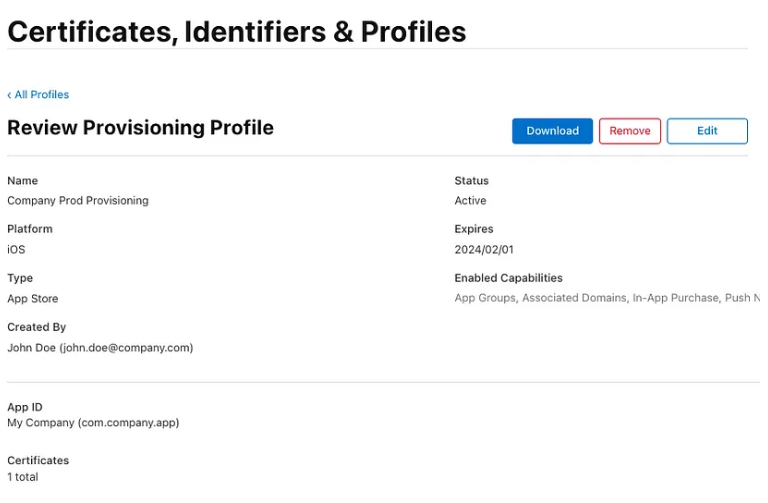 Certificates, Identifiers & Profiles
‹ All Profiles
Review Provisioning Profile
Download
Remove
Edit
Name
Company Prod Provisioning
Status
Active
Platform
iOS
Expires
2024/02/01
Type
App Store
Enabled Capabilities
App Groups, Associated Domains, In-App Purchase, Push N
Created By
John Doe (john.doe@company.com)
App ID
My Company (com.company.app)
Certificates
1 total